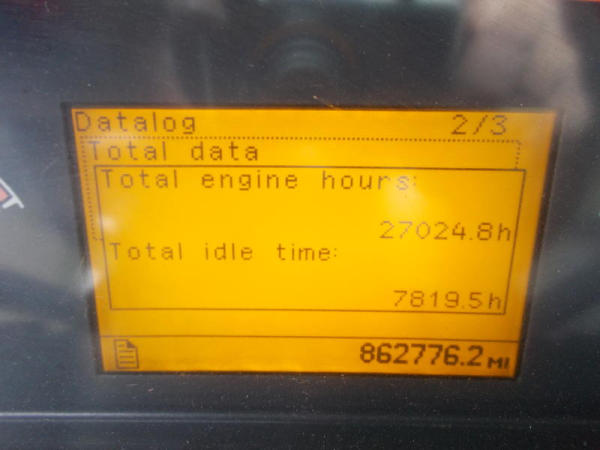 Datalog 2/3
Total data
Total engine hours:
27024.8h
Total idle time:
7819.5h
862776.2 MI